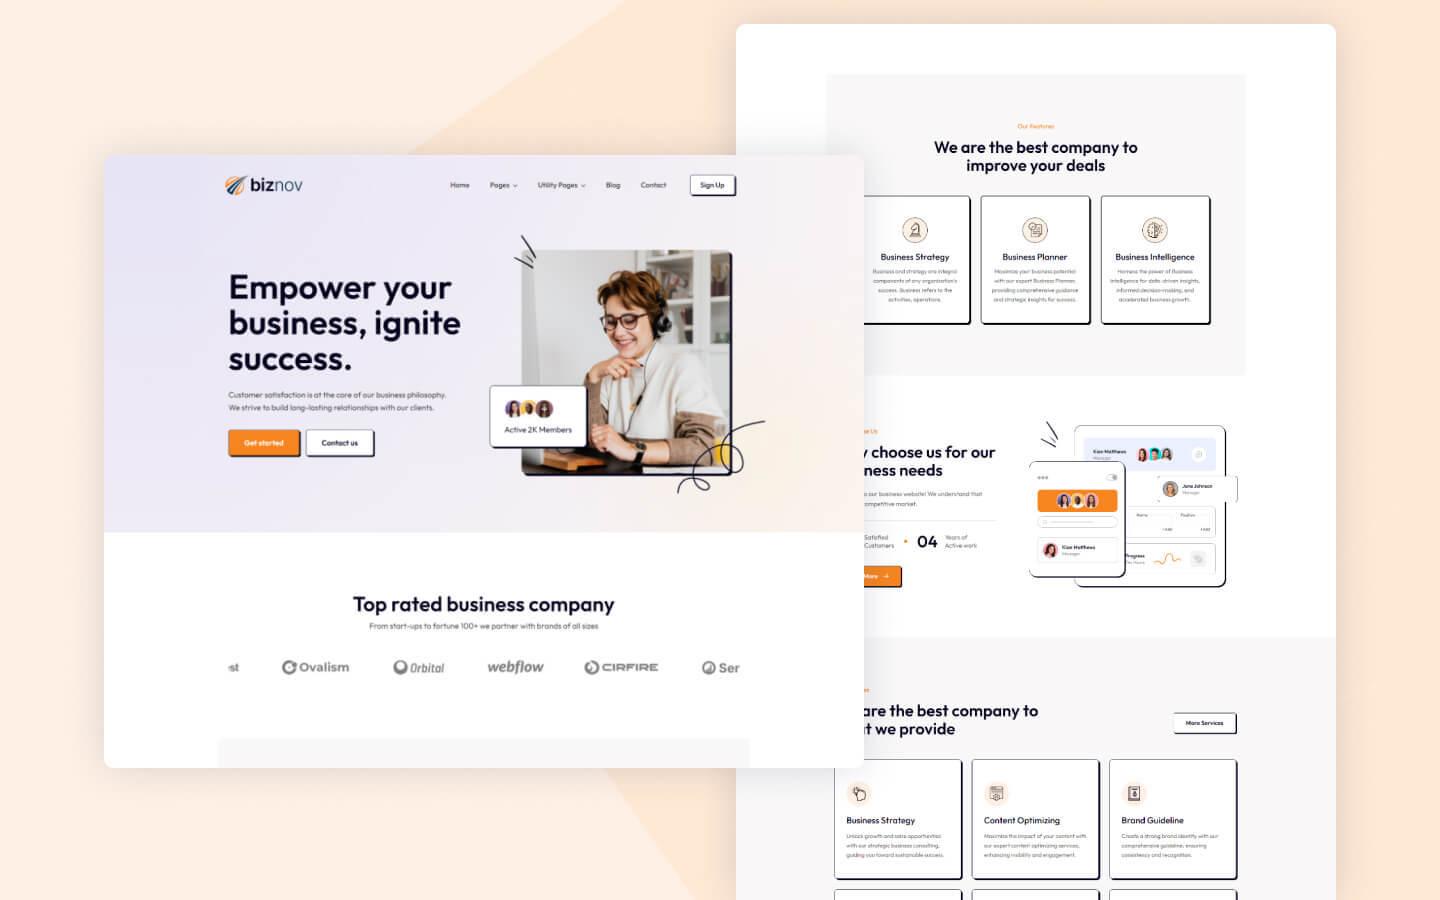 biznov
Home
Pages
Utility Pages
Blog
Contact
Sign Up
Empower your
business, ignite
success.
Customer satisfaction is at the core of our business philosophy.
We strive to build long-lasting relationships with our clients.
Get started
Contact us
Active 2K Members
Top rated business company
From start-ups to fortune 100+ we partner with brands of all sizes
st
Ovalism
Orbital
webflow
CIRFIRE
Ser
Our Features
We are the best company to
improve your deals
Business Strategy
Business and strategy are integral
components of any organization's
success. Business refers to the
activities, operations.
Business Planner
Maximize your business potential
with our expert Business Planner,
providing comprehensive guidance
and strategic insights for success.
Business Intelligence
Harness the power of Business
Intelligence for data-driven insights,
informed decision-making, and
accelerated business growth.
se Us
y choose us for our
ness needs
o our business website! We understand that
competitive market.
Satisfied
Customers
04
Years of
Active work
More
Kian Matthews
Manager
Jane Johnson
Manager
Name
Position
Kian Matthews
Manager
Progress
are the best company to
t we provide
More Services
Business Strategy
Unlock growth and seize opportunities
with our strategic business consulting,
guiding you toward sustainable success.
Content Optimizing
Maximize the impact of your content with
our expert content optimizing services,
enhancing visibility and engagement.
Brand Guideline
Create a strong brand identity with our
comprehensive guideline, ensuring
consistency and recognition.